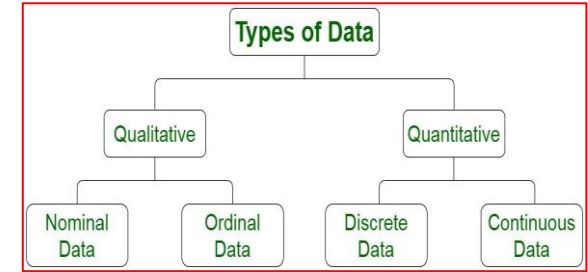 Types of Data
Qualitative
Quantitative
Nominal
Data
Ordinal
Data
Discrete
Data
Continuous
Data